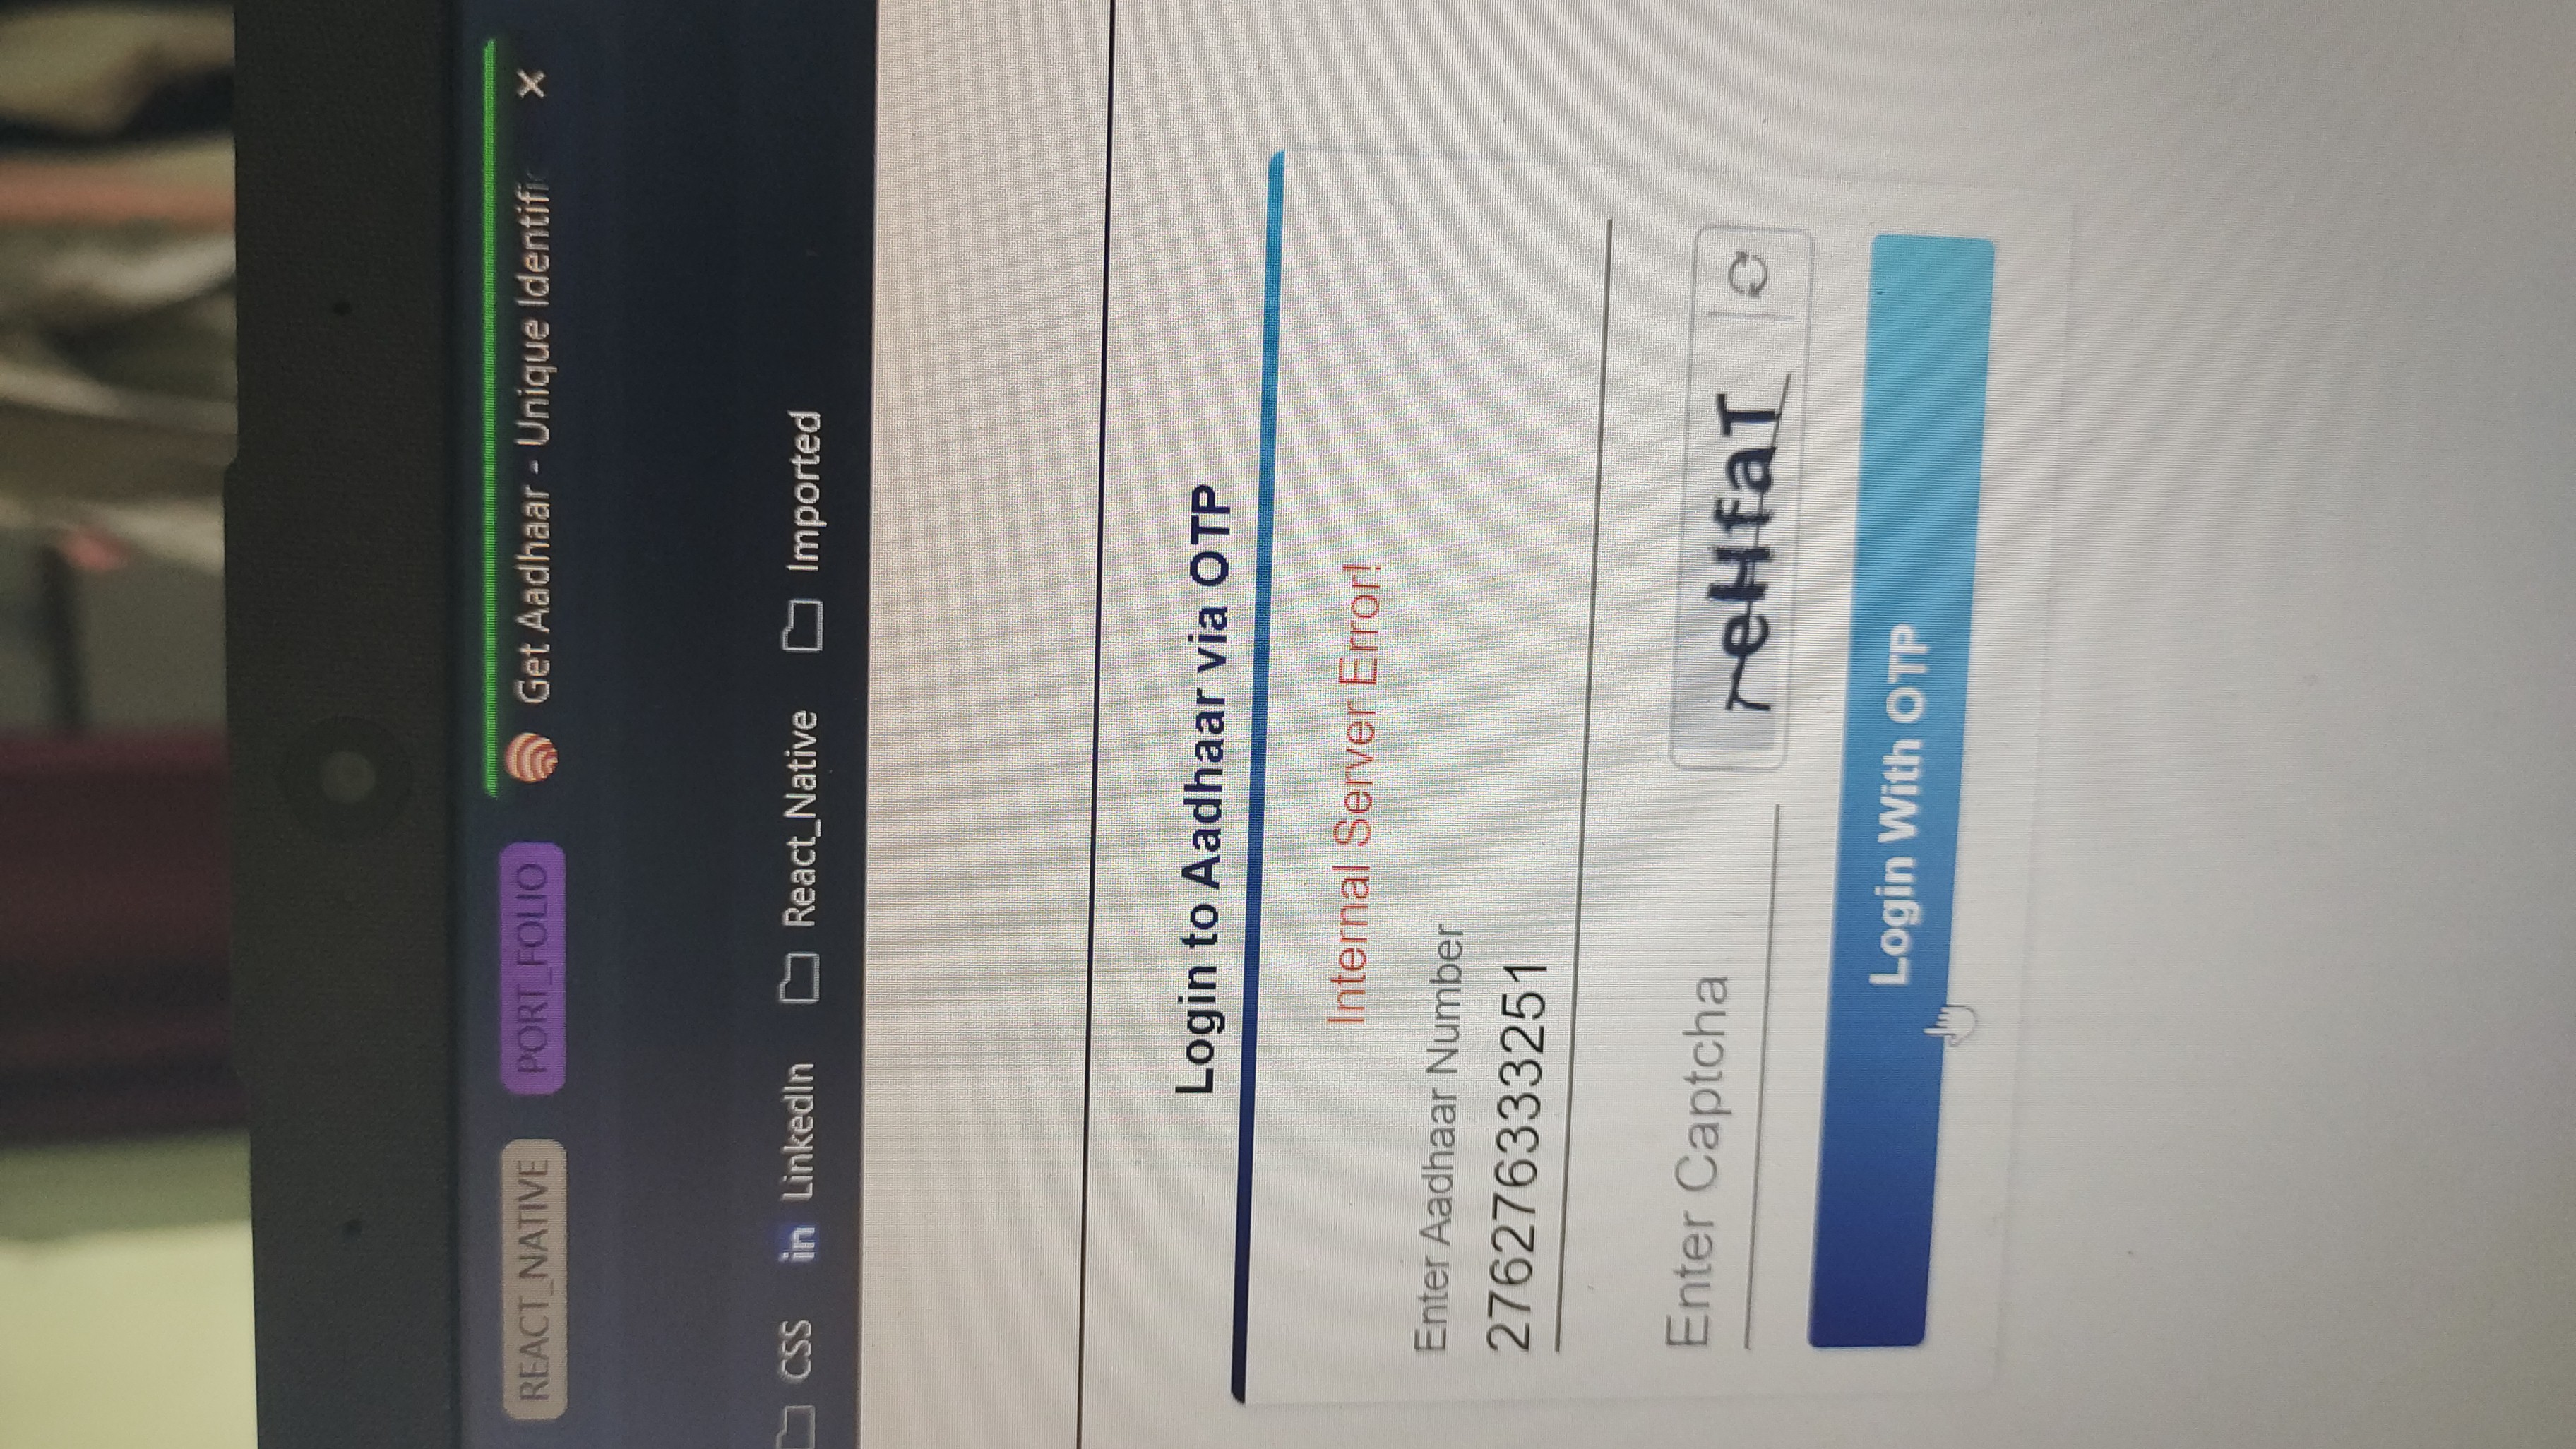 REACT_NATIVE PORT_FOLIO Get Aadhaar - Unique Identifi
CSS in LinkedIn React_Native Imported
Login to Aadhaar via OTP
Internal Server Error!
Enter Aadhaar Number
276276333251
Enter Captcha reHfaT
Login With OTP